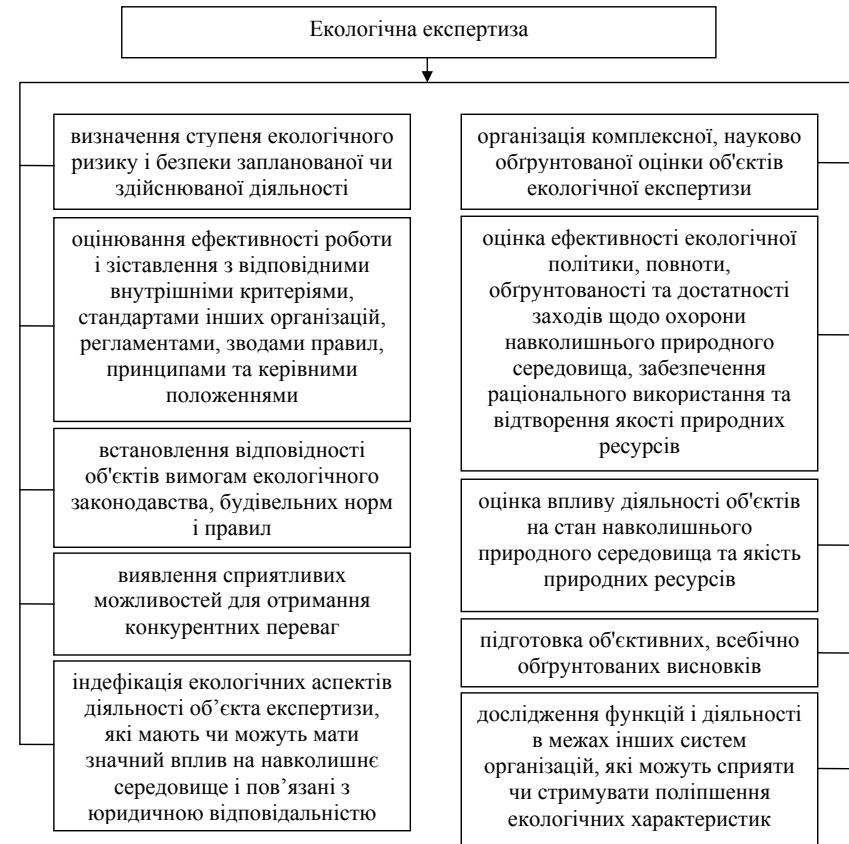 Екологічна експертиза
визначення ступеня екологічного
ризику і безпеки запланованої чи
здійснюваної діяльності
оцінювання ефективності роботи
і зіставлення з відповідними
внутрішніми критеріями,
стандартами інших організацій,
регламентами, зводами правил,
принципами та керівними
положеннями
встановлення відповідності
об'єктів вимогам екологічного
законодавства, будівельних норм
і правил
виявлення сприятливих
можливостей для отримання
конкурентних переваг
індефікація екологічних аспектів
діяльності об’єкта експертизи,
які мають чи можуть мати
значний вплив на навколишнє
середовище і пов’язані з
юридичною відповідальністю
організація комплексної, науково
обґрунтованої оцінки об'єктів
екологічної експертизи
оцінка ефективності екологічної
політики, повноти,
обґрунтованості та достатності
заходів щодо охорони
навколишнього природного
середовища, забезпечення
раціонального використання та
відтворення якості природних
ресурсів
оцінка впливу діяльності об'єктів
на стан навколишнього
природного середовища та якість
природних ресурсів
підготовка об'єктивних, всебічно
обґрунтованих висновків
дослідження функцій і діяльності
в межах інших систем
організацій, які можуть сприяти
чи стримувати поліпшення
екологічних характеристик